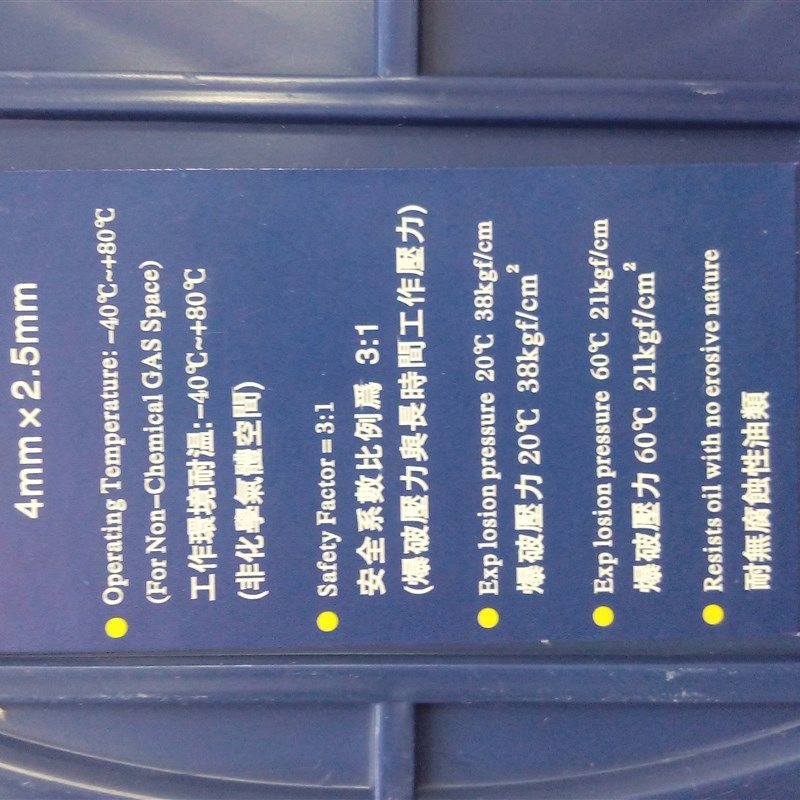 4mm×2.5mm
Operating Temperature: -40℃~+80℃
(For Non-Chemical GAS Space)
工作環境耐溫:-40℃~+80℃
(非化學氣體空間)
Safety Factor = 3:1
安全系數比例爲 3:1
(爆破壓力與長時間工作壓力)
Exp losion pressure 20℃ 38kgf/cm
爆破壓力 20℃ 38kgf/cm²
Exp losion pressure 60℃ 21kgf/cm
爆破壓力 60℃ 21kgf/cm²
Resists oil with no erosive nature
耐無腐蝕性油類